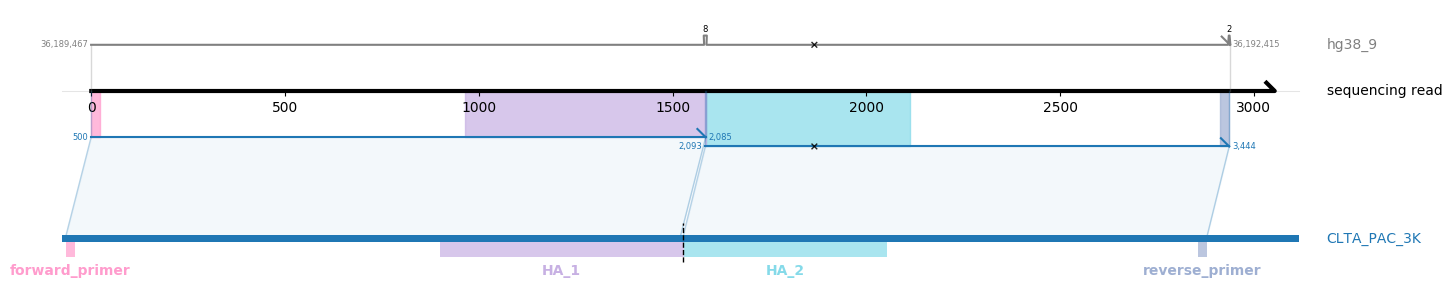 8
2
36,189,467
36,192,415
hg38_9
sequencing read
0
500
1000
1500
2000
2500
3000
500
2,085
2,093
3,444
CLTA_PAC_3K
forward_primer
HA_1
HA_2
reverse_primer